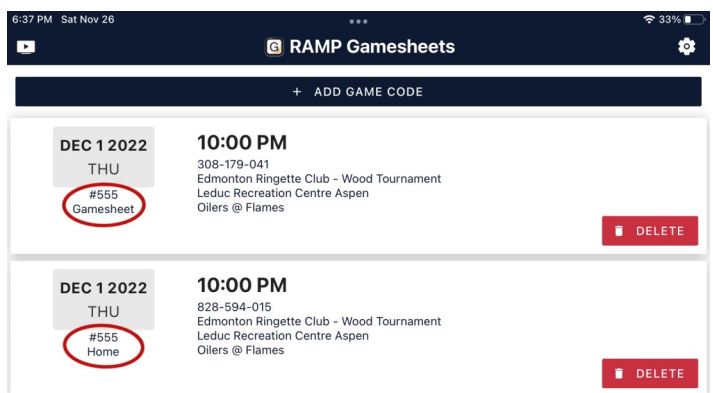 6:37 PM Sat Nov 26
33%
G RAMP Gamesheets
+ ADD GAME CODE
DEC 1 2022
THU
#555
Gamesheet
10:00 PM
308-179-041
Edmonton Ringette Club - Wood Tournament
Leduc Recreation Centre Aspen
Oilers @ Flames
DELETE
DEC 1 2022
THU
#555
Home
10:00 PM
828-594-015
Edmonton Ringette Club - Wood Tournament
Leduc Recreation Centre Aspen
Oilers @ Flames
DELETE